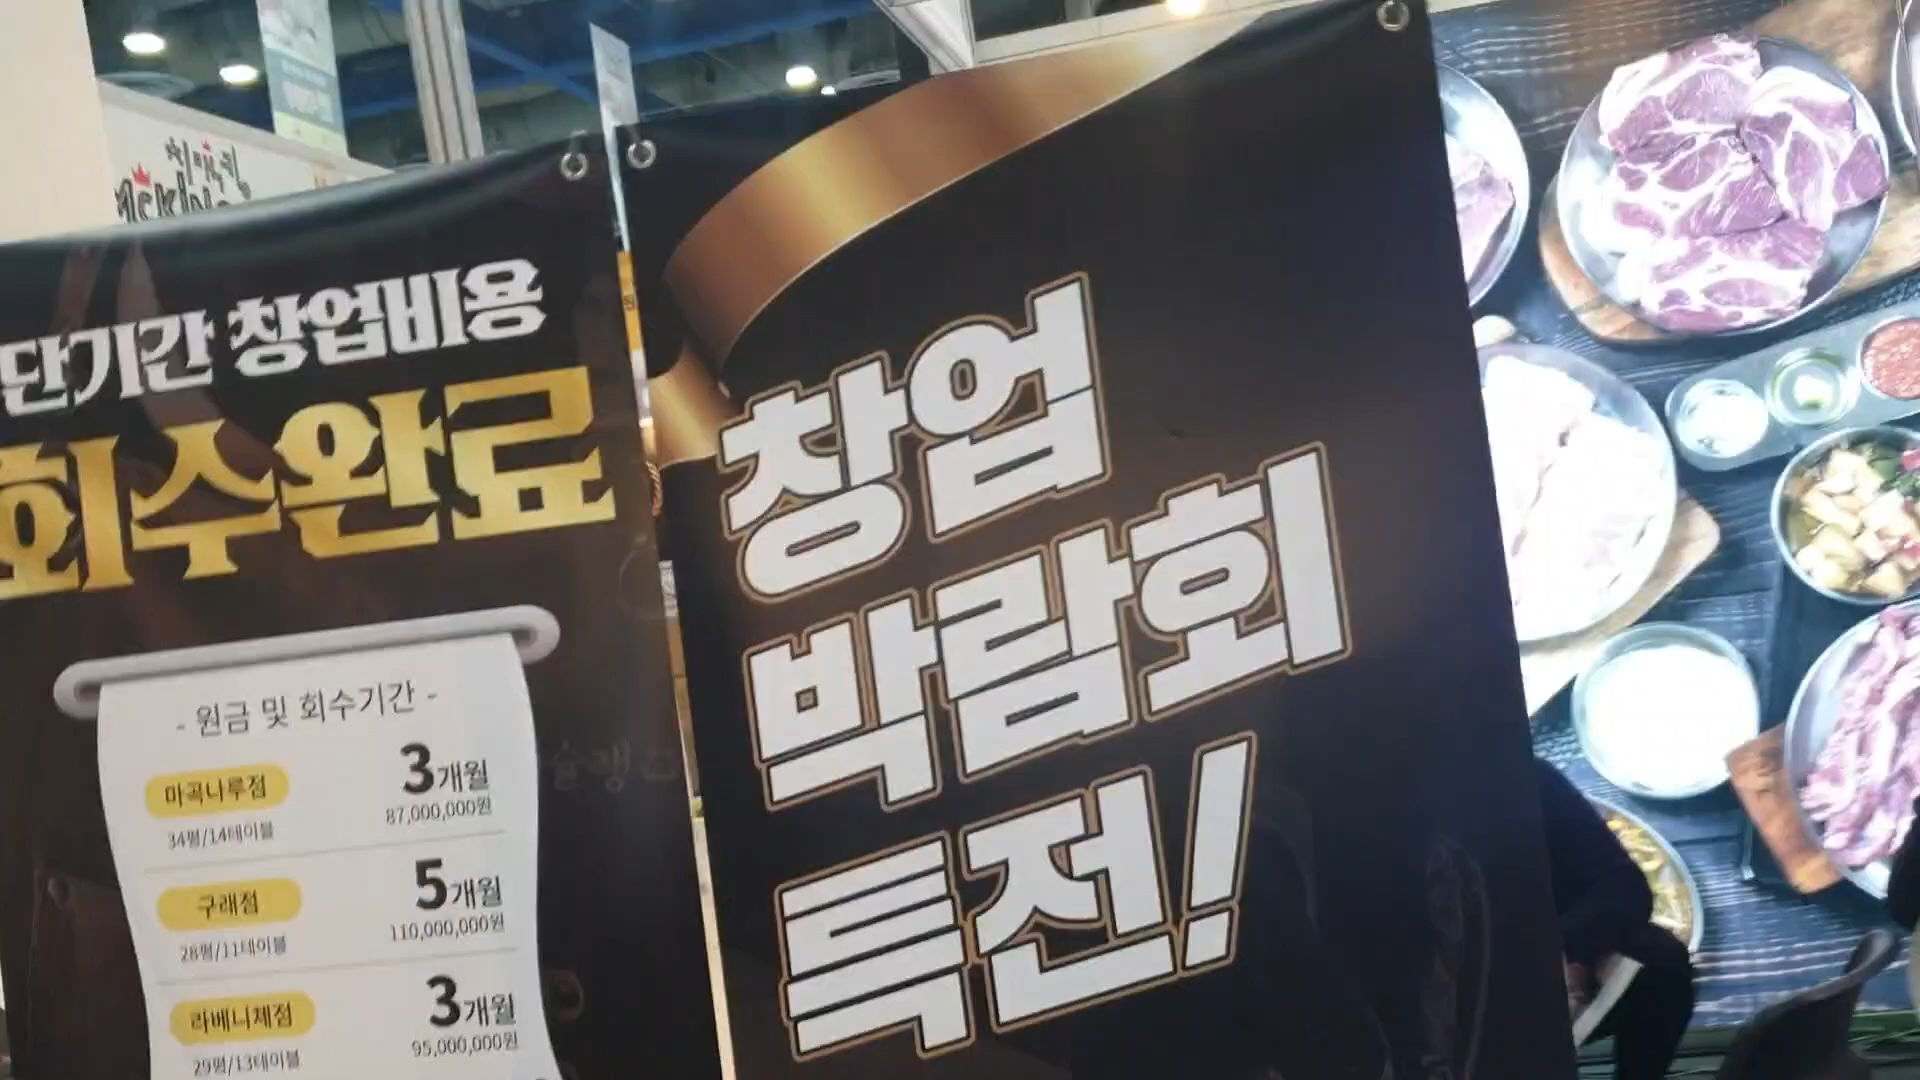 단기간 창업비용
회수완료
- 원금 및 회수기간 -
마곡나루점
3개월
34평/14테이블
87,000,000원
구래점
5개월
28평/11테이블
110,000,000원
라베니체점
3개월
29평/13테이블
95,000,000원
창업
박람회
특전!